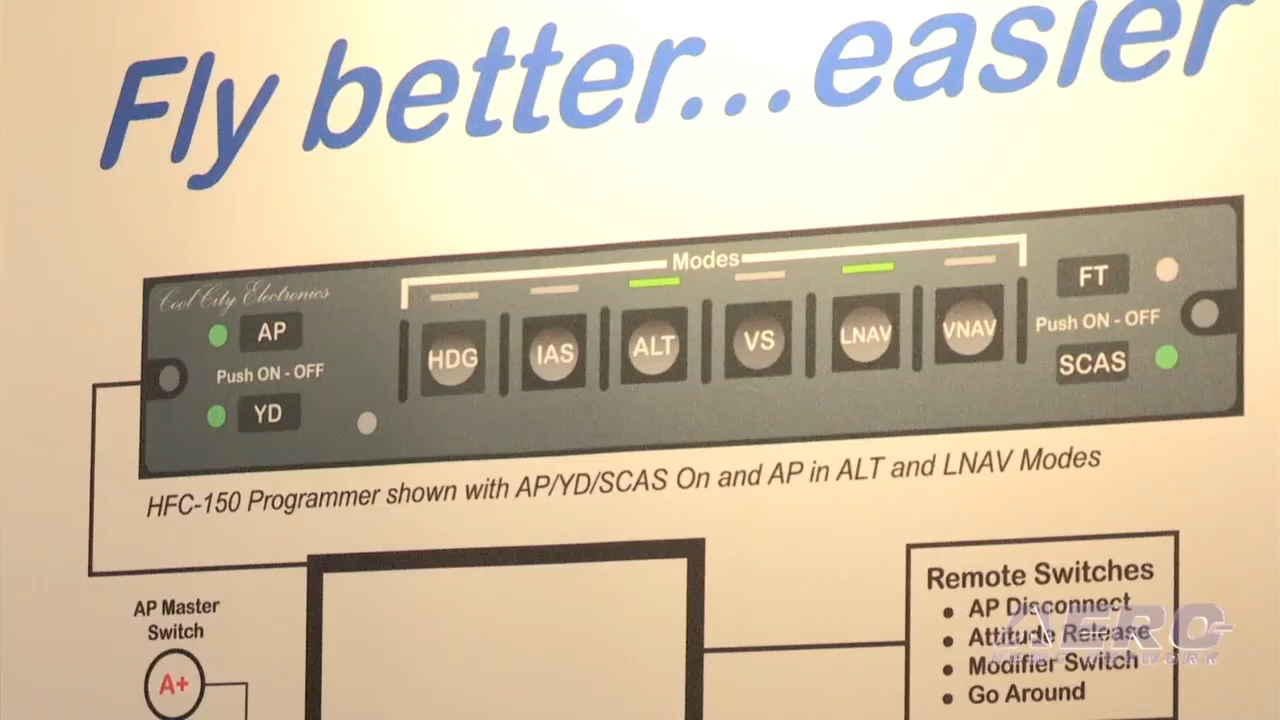 Fly better...easier
Modes
Cool City Electronics
AP
Push ON - OFF
YD
HDG
IAS
ALT
VS
LNAV
VNAV
FT
Push ON - OFF
SCAS
HFC-150 Programmer shown with AP/YD/SCAS On and AP in ALT and LNAV Modes
AP Master
Switch
A+
Remote Switches
• AP Disconnect
• Attitude Release
• Modifier Switch
• Go Around
AERO
NEWS NETWORK